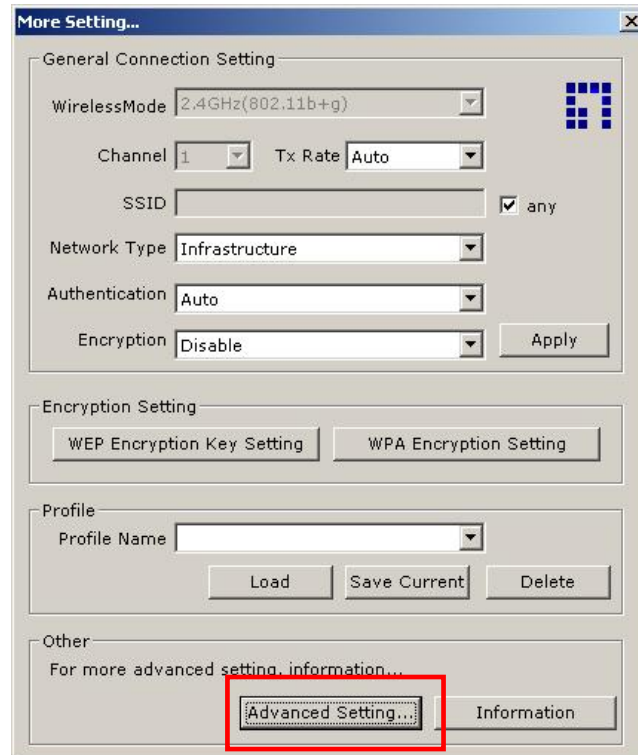 More Setting...
General Connection Setting
WirelessMode 2.4GHz(802.11b+g)
Channel 1 Tx Rate Auto
SSID any
Network Type Infrastructure
Authentication Auto
Encryption Disable Apply
Encryption Setting
WEP Encryption Key Setting WPA Encryption Setting
Profile
Profile Name
Load Save Current Delete
Other
For more advanced setting, information...
Advanced Setting... Information